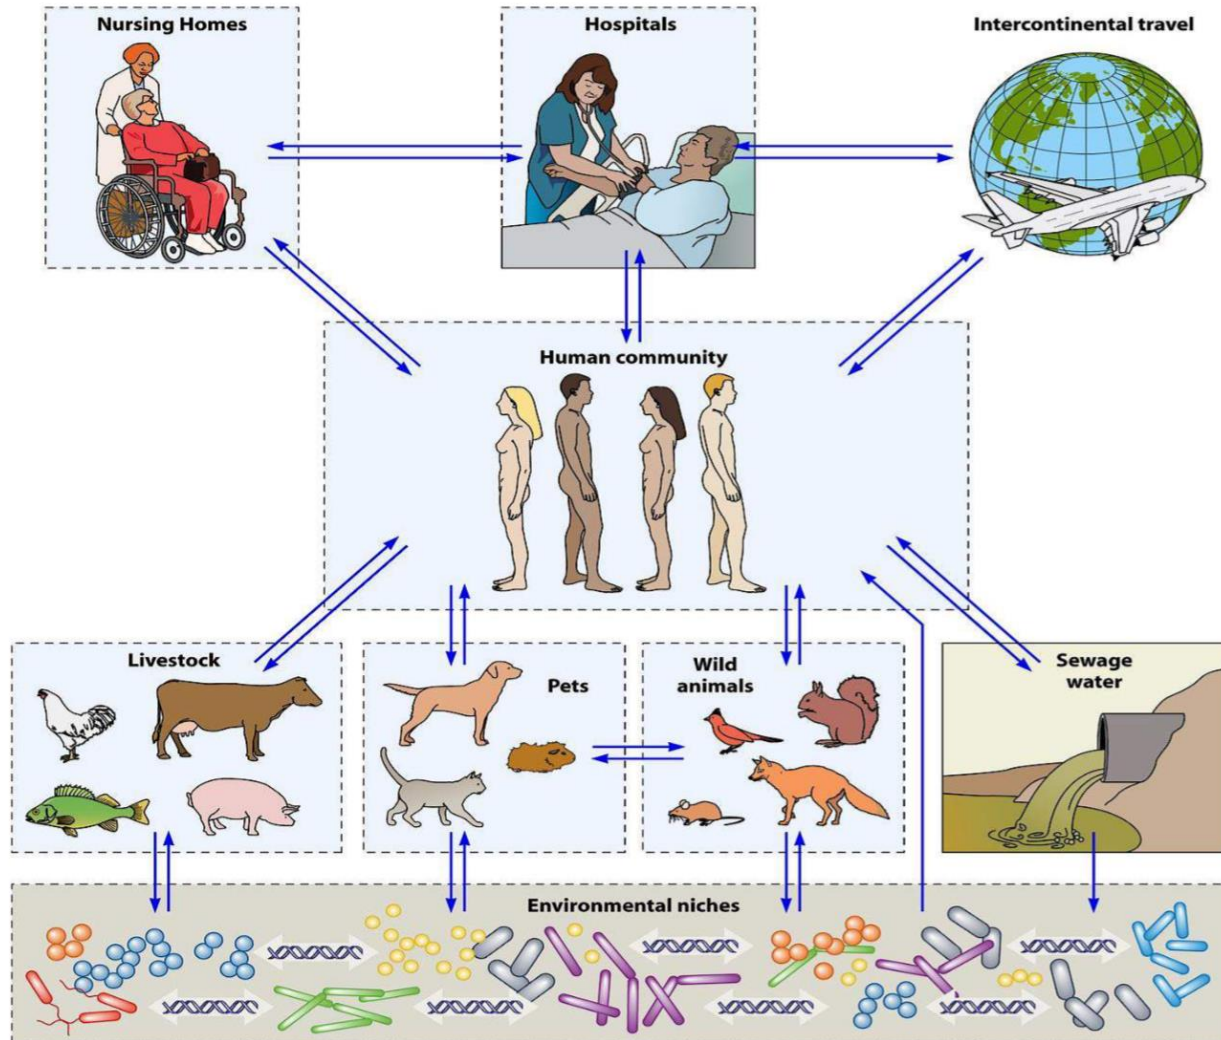 Nursing Homes
Hospitals
Intercontinental travel
Human community
Livestock
Pets
Wild
animals
Sewage
water
Environmental niches